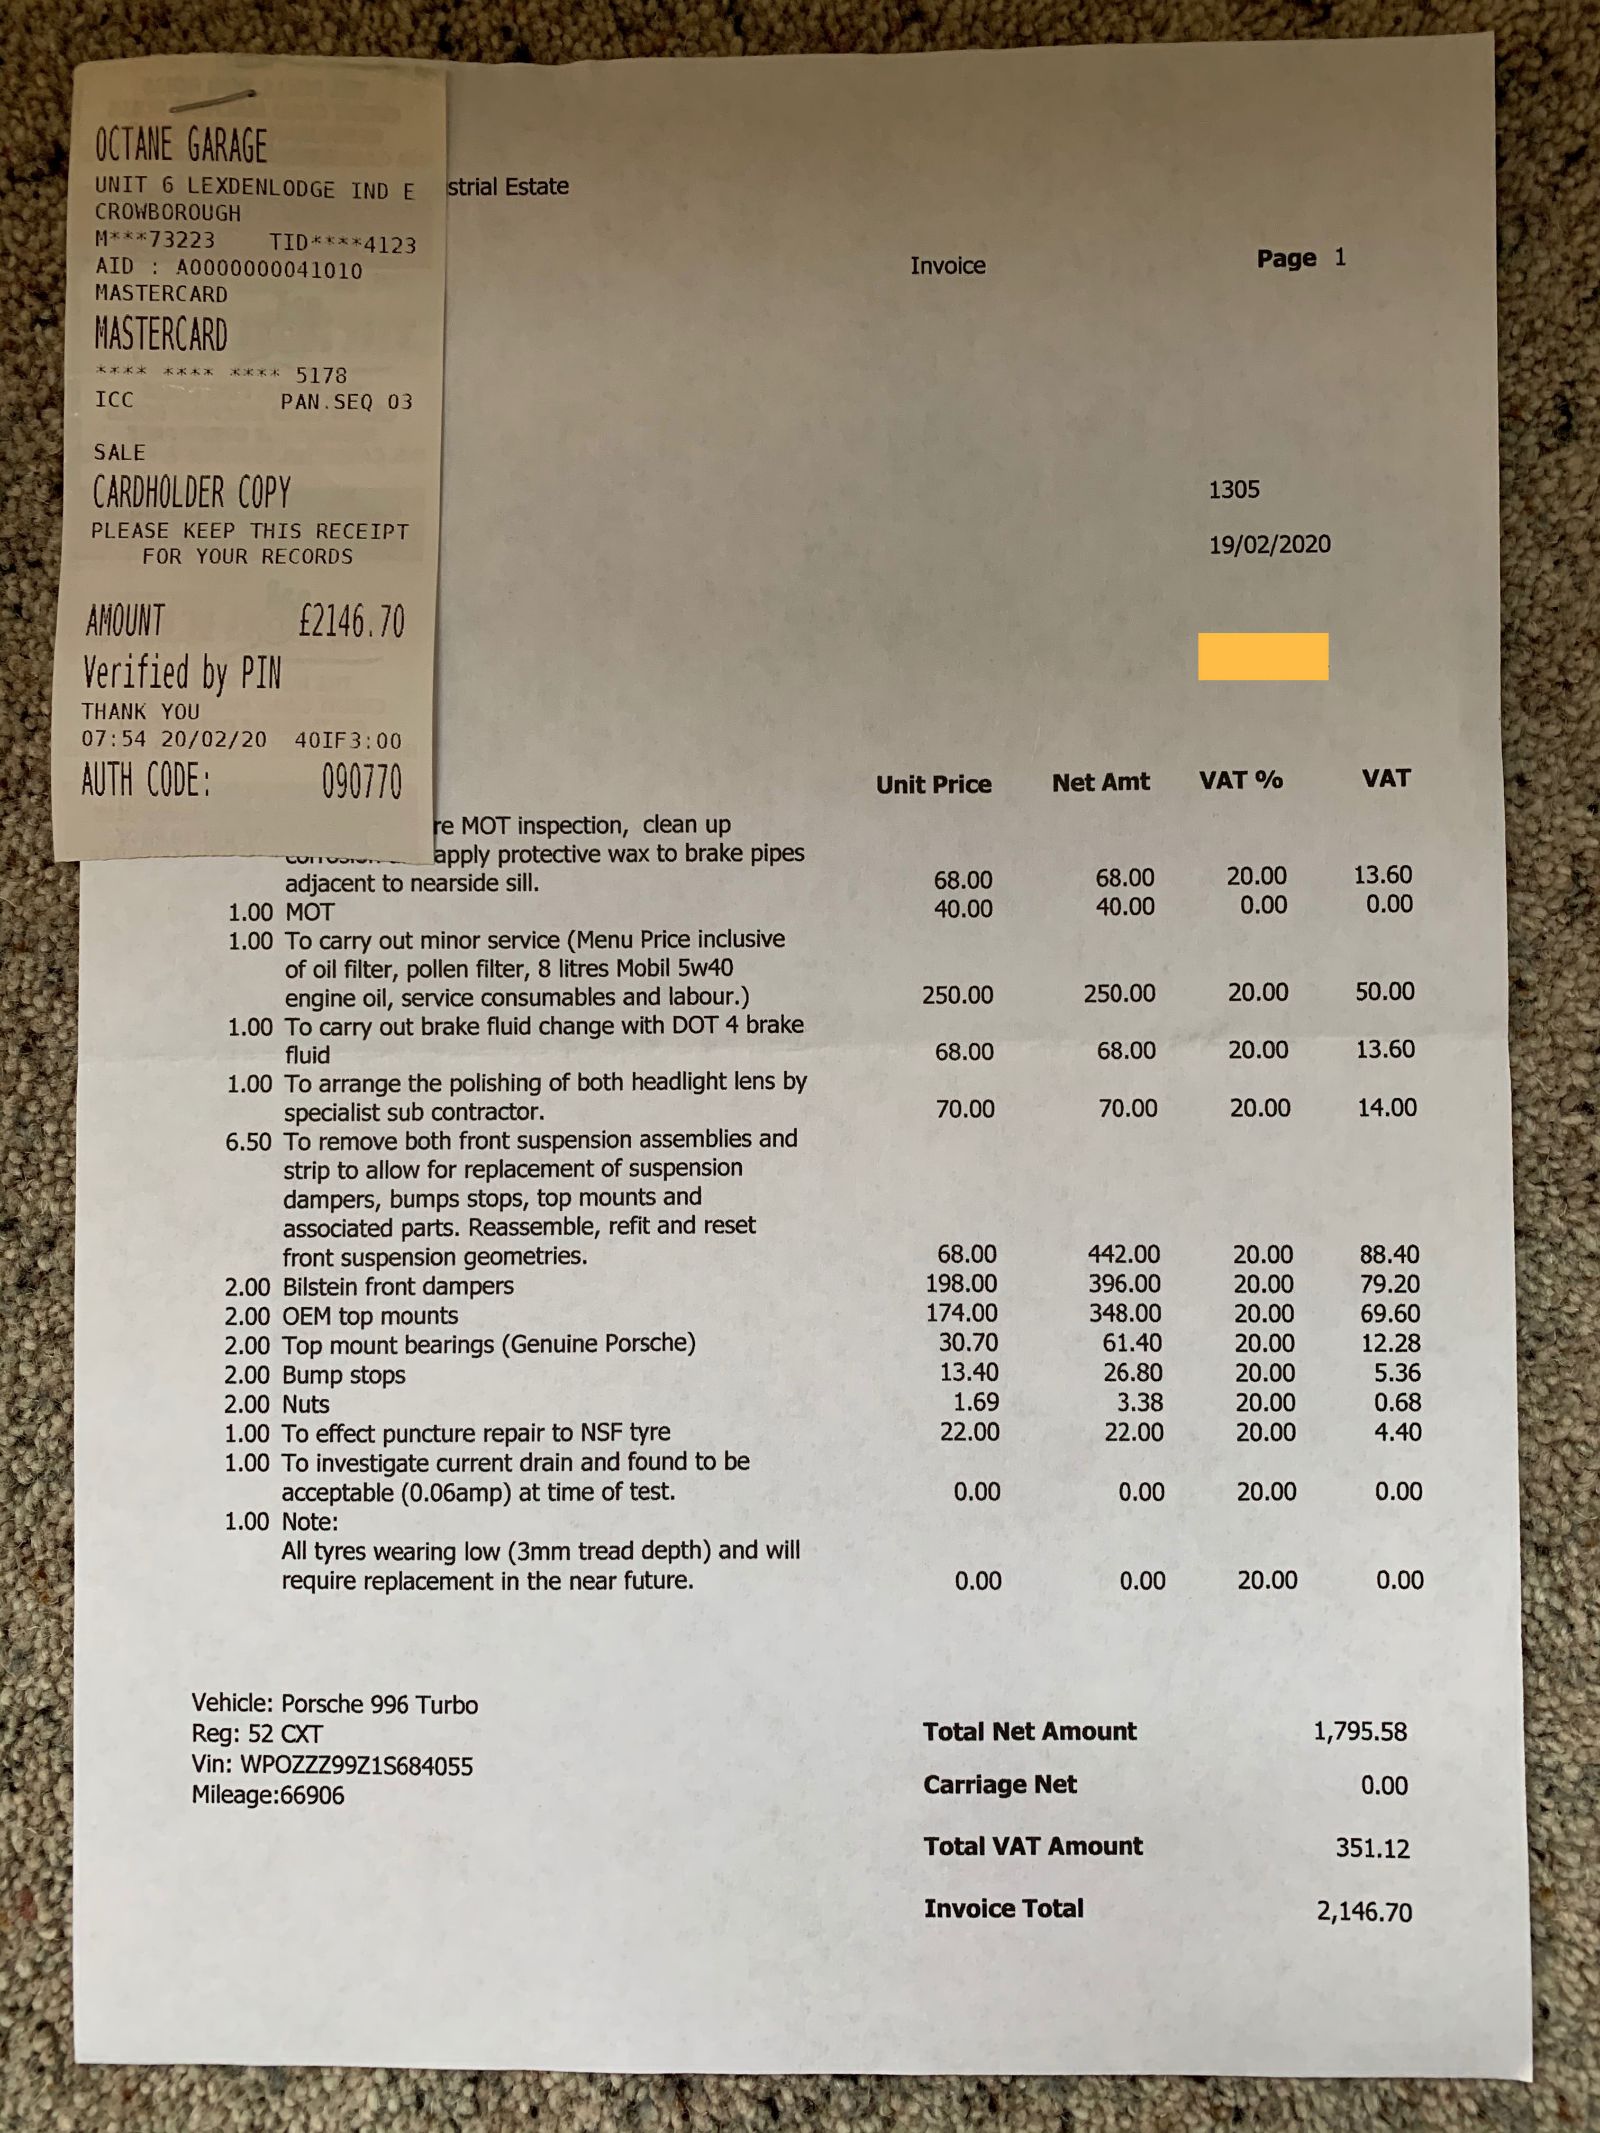 OCTANE GARAGE
UNIT 6 LEXDENLODGE IND E
CROWBOROUGH
M***73223 TID****4123
AID : A0000000041010
MASTERCARD
MASTERCARD
**** **** **** 5178
ICC PAN.SEQ 03
SALE
CARDHOLDER COPY
PLEASE KEEP THIS RECEIPT
FOR YOUR RECORDS
AMOUNT £2146.70
Verified by PIN
THANK YOU
07:54 20/02/20 40IF3:00
AUTH CODE: 090770
strial Estate
Invoice Page 1
1305
19/02/2020
Unit Price Net Amt VAT % VAT
re MOT inspection, clean up
apply protective wax to brake pipes
adjacent to nearside sill. 68.00 68.00 20.00 13.60
1.00 MOT 40.00 40.00 0.00 0.00
1.00 To carry out minor service (Menu Price inclusive
of oil filter, pollen filter, 8 litres Mobil 5w40
engine oil, service consumables and labour.) 250.00 250.00 20.00 50.00
1.00 To carry out brake fluid change with DOT 4 brake
fluid 68.00 68.00 20.00 13.60
1.00 To arrange the polishing of both headlight lens by
specialist sub contractor. 70.00 70.00 20.00 14.00
6.50 To remove both front suspension assemblies and
strip to allow for replacement of suspension
dampers, bumps stops, top mounts and
associated parts. Reassemble, refit and reset
front suspension geometries. 68.00 442.00 20.00 88.40
2.00 Bilstein front dampers 198.00 396.00 20.00 79.20
2.00 OEM top mounts 174.00 348.00 20.00 69.60
2.00 Top mount bearings (Genuine Porsche) 30.70 61.40 20.00 12.28
2.00 Bump stops 13.40 26.80 20.00 5.36
2.00 Nuts 1.69 3.38 20.00 0.68
1.00 To effect puncture repair to NSF tyre 22.00 22.00 20.00 4.40
1.00 To investigate current drain and found to be
acceptable (0.06amp) at time of test. 0.00 0.00 20.00 0.00
1.00 Note:
All tyres wearing low (3mm tread depth) and will
require replacement in the near future. 0.00 0.00 20.00 0.00
Vehicle: Porsche 996 Turbo
Reg: 52 CXT
Vin: WPOZZZ99Z1S684055
Mileage:66906
Total Net Amount 1,795.58
Carriage Net 0.00
Total VAT Amount 351.12
Invoice Total 2,146.70